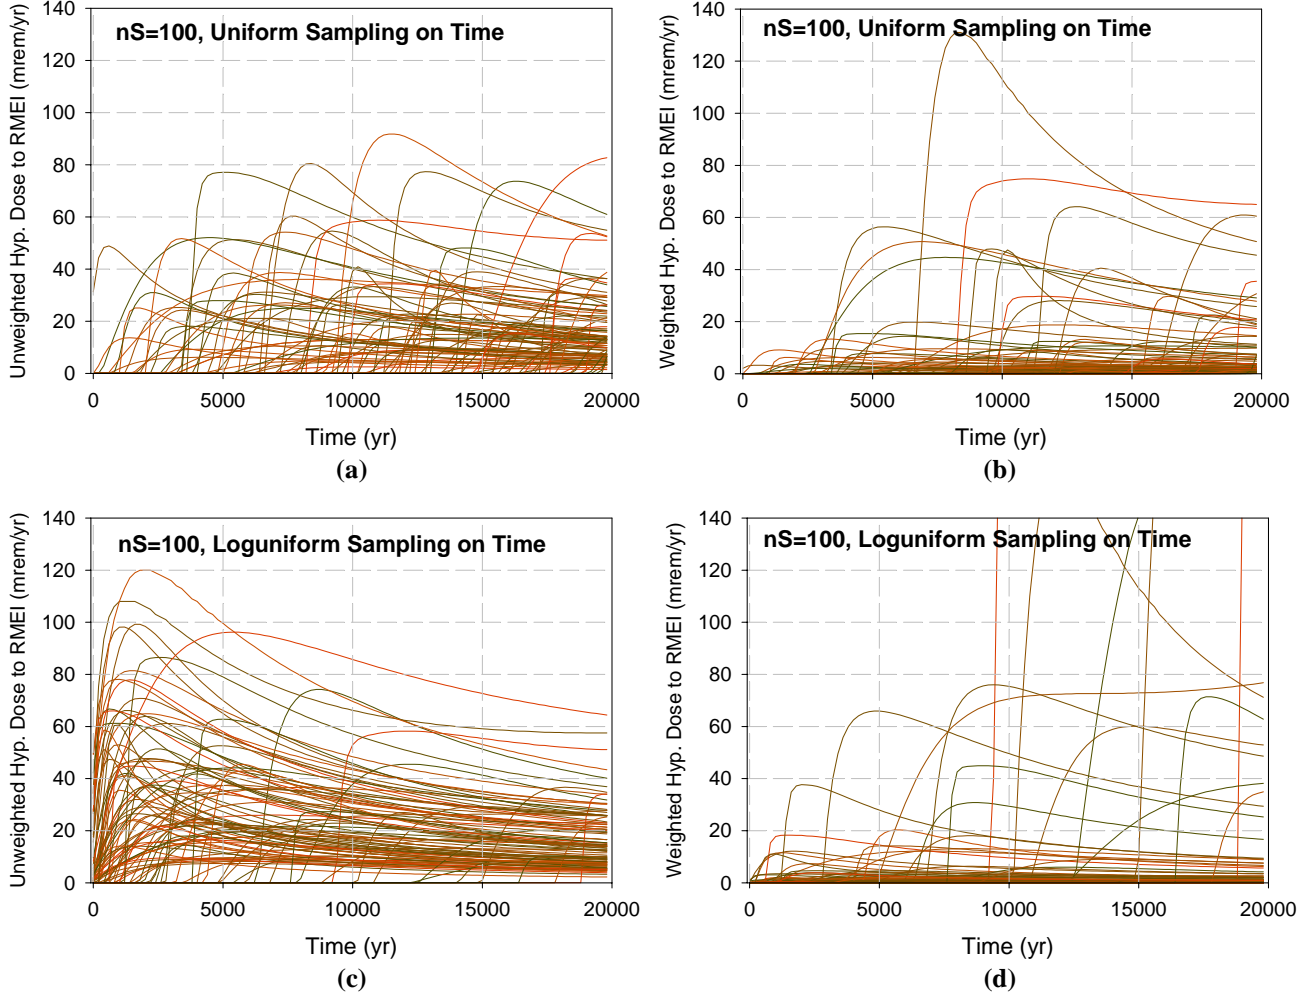 nS=100, Uniform Sampling on Time
Unweighted Hyp. Dose to RMEI (mrem/yr)
140
120
100
80
60
40
20
0
0 5000 10000 15000 20000
Time (yr)
(a)
nS=100, Uniform Sampling on Time
Weighted Hyp. Dose to RMEI (mrem/yr)
140
120
100
80
60
40
20
0
0 5000 10000 15000 20000
Time (yr)
(b)
nS=100, Loguniform Sampling on Time
Unweighted Hyp. Dose to RMEI (mrem/yr)
140
120
100
80
60
40
20
0
0 5000 10000 15000 20000
Time (yr)
(c)
nS=100, Loguniform Sampling on Time
Weighted Hyp. Dose to RMEI (mrem/yr)
140
120
100
80
60
40
20
0
0 5000 10000 15000 20000
Time (yr)
(d)